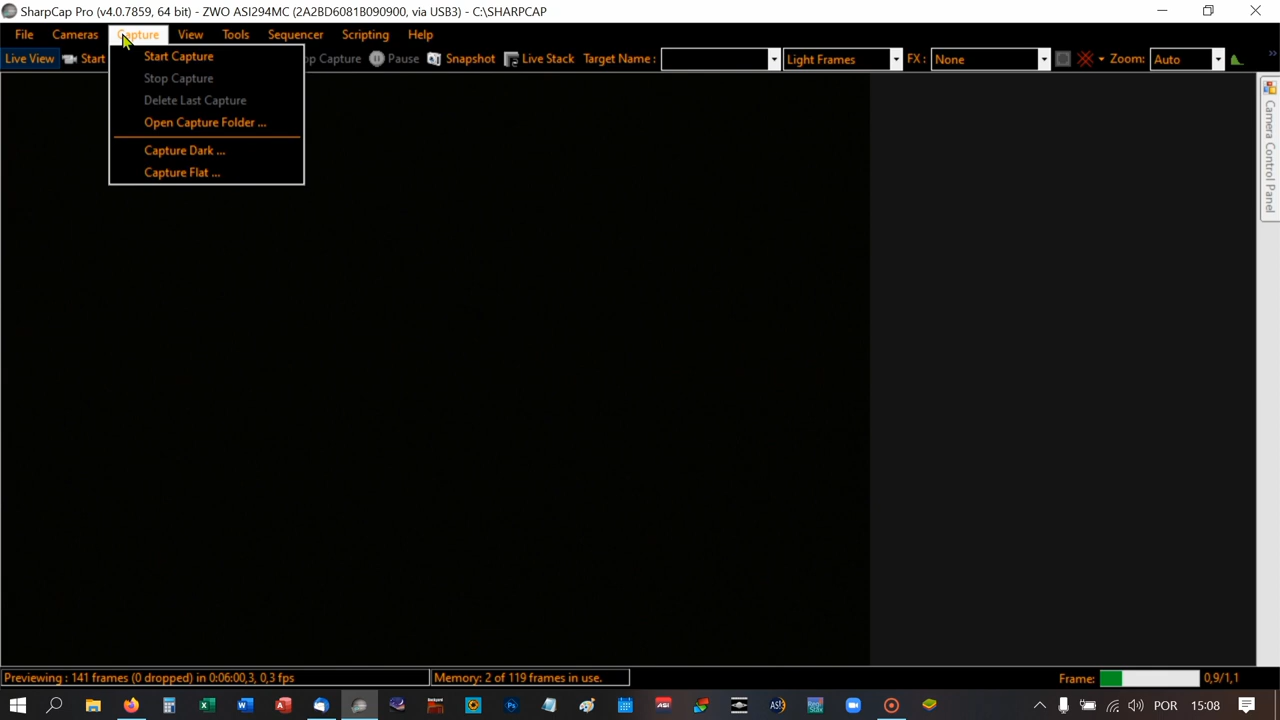 SharpCap Pro (v4.0.7859, 64 bit) - ZWO ASI294MC (2A2BD6081B090900, via USB3) - C:\SHARPCAP
File Cameras Capture View Tools Sequencer Scripting Help
Live View Start op Capture Pause Snapshot Live Stack Target Name : Light Frames FX : None Zoom: Auto »
Start Capture
Stop Capture
Delete Last Capture
Open Capture Folder ...
Capture Dark ...
Capture Flat ...
Camera Control Panel
Previewing : 141 frames (0 dropped) in 0:06:00,3, 0,3 fps Memory: 2 of 119 frames in use. Frame: 0,9/1,1
POR 15:08